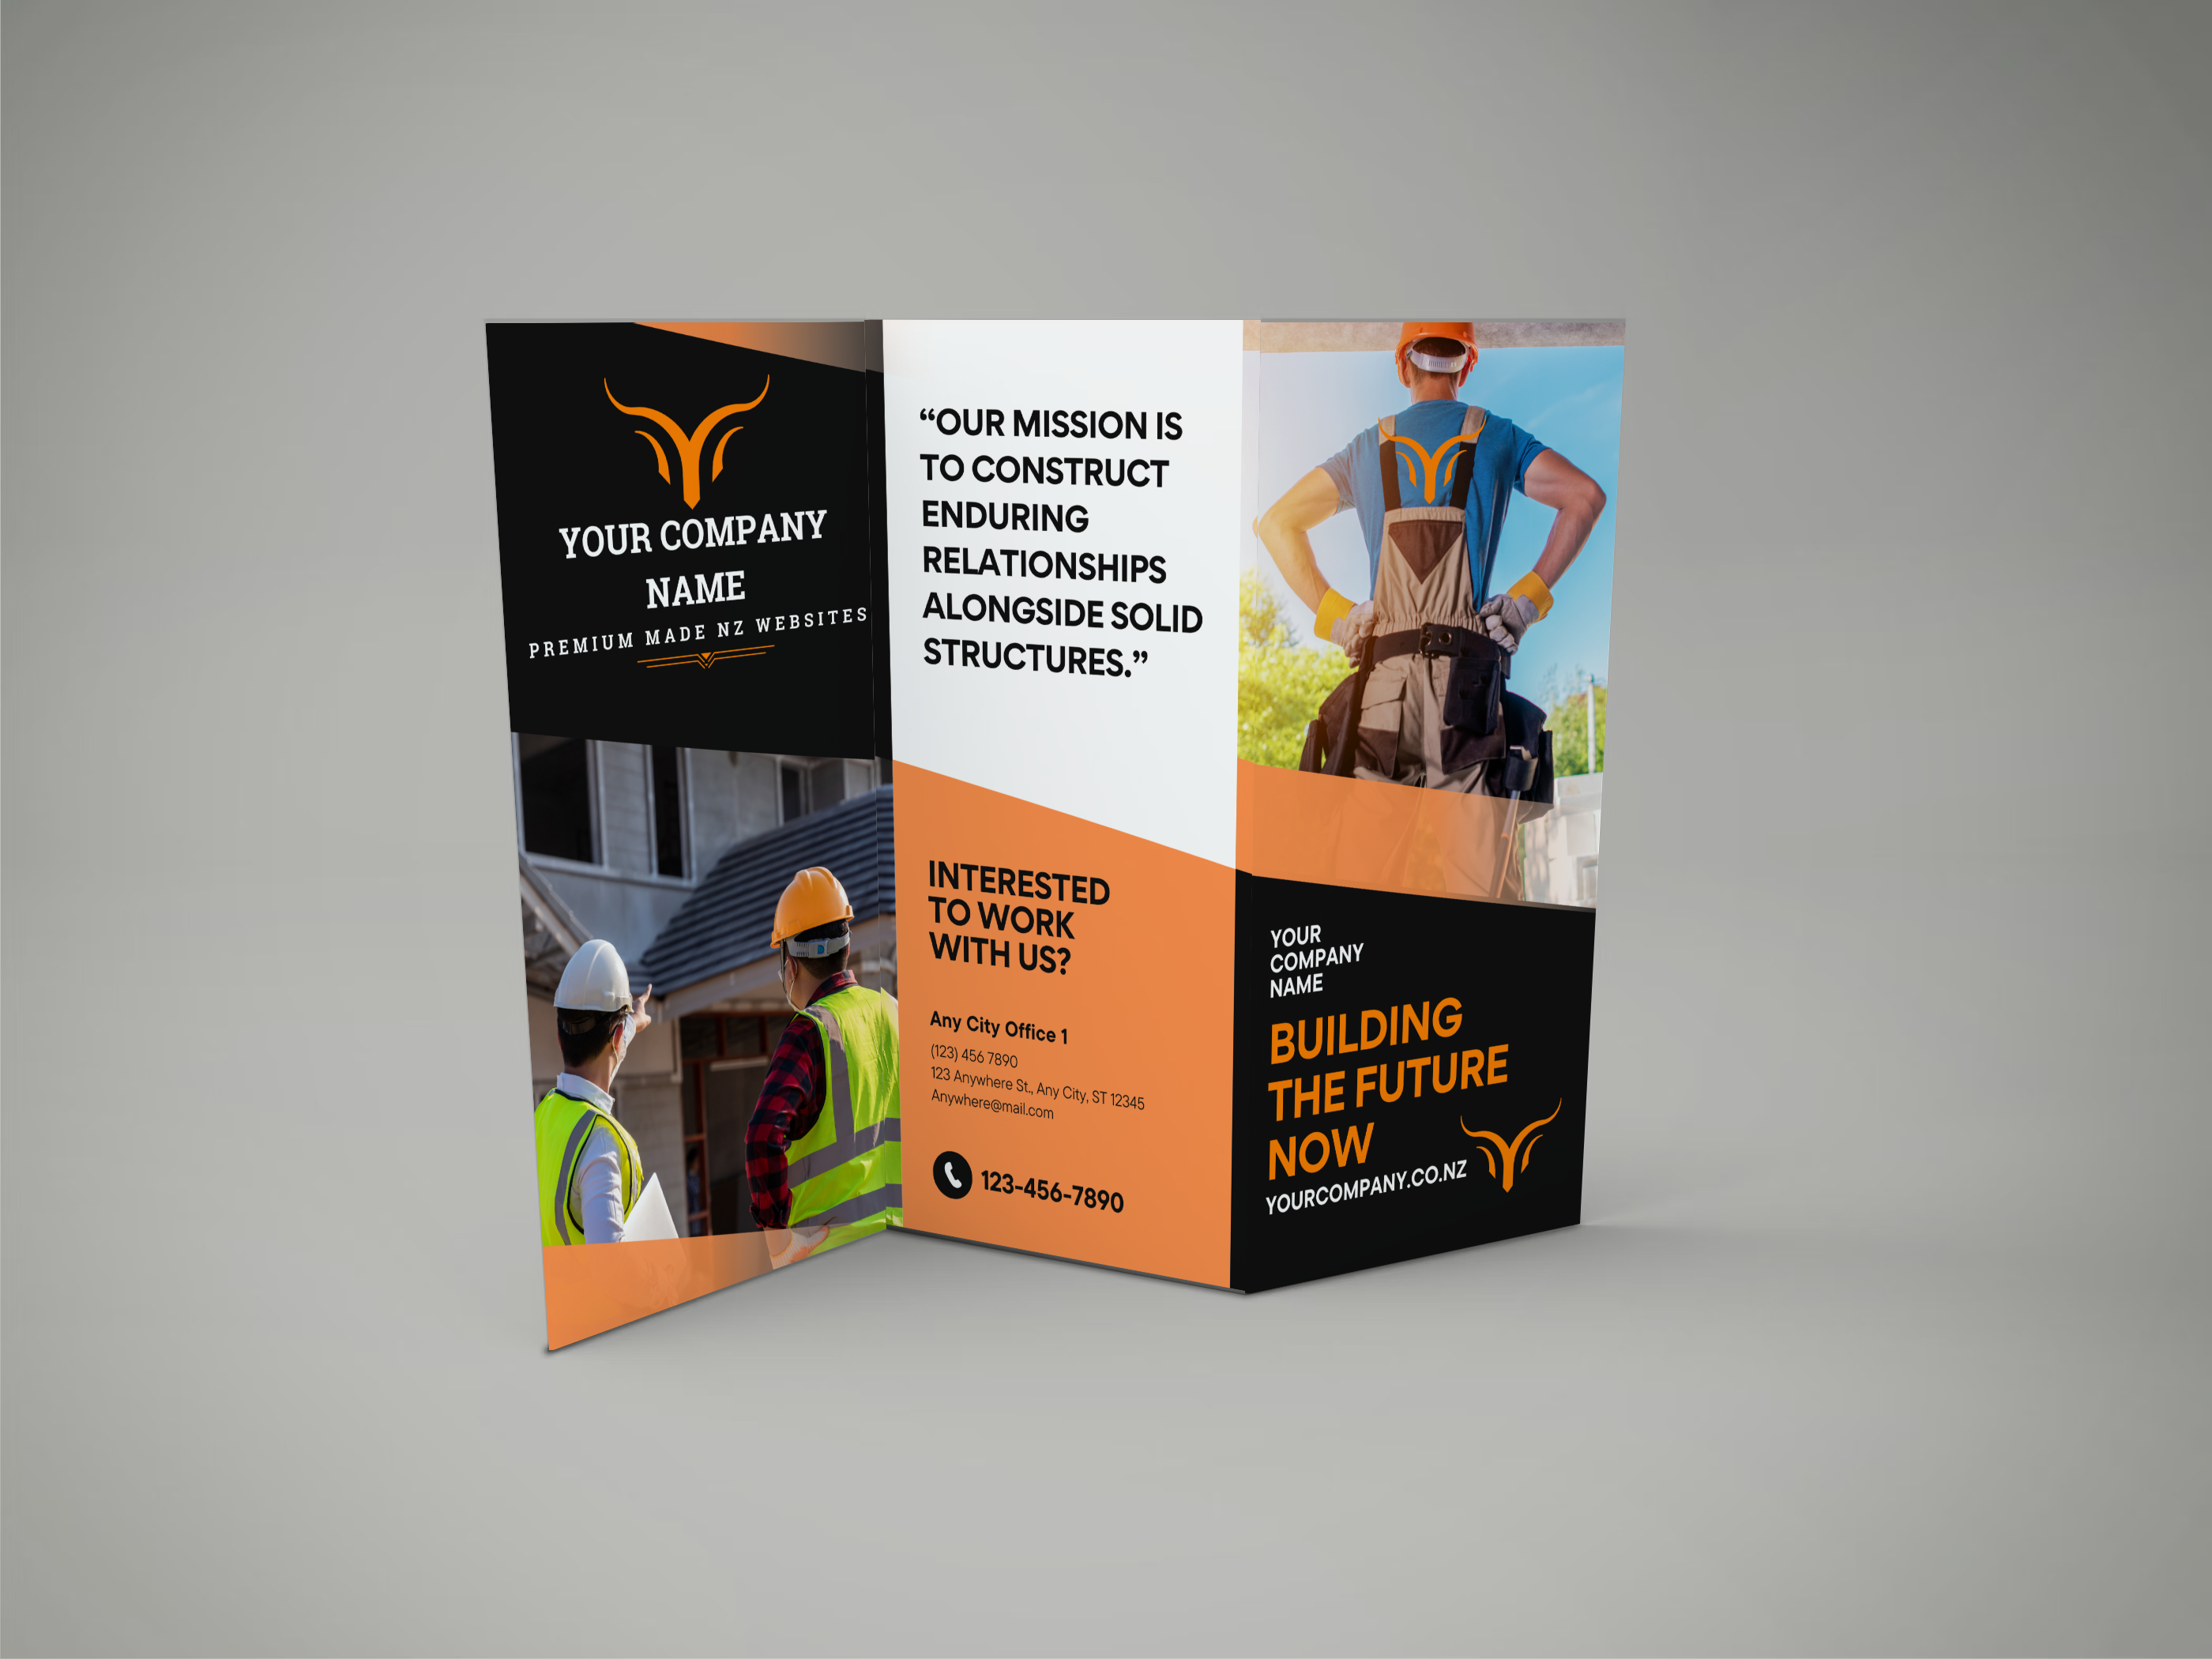 YOUR COMPANY
NAME
PREMIUM MADE NZ WEBSITES
“OUR MISSION IS
TO CONSTRUCT
ENDURING
RELATIONSHIPS
ALONGSIDE SOLID
STRUCTURES.”
INTERESTED
TO WORK
WITH US?
Any City Office 1
(123) 456 7890
123 Anywhere St., Any City, ST 12345
Anywhere@mail.com
123-456-7890
YOUR
COMPANY
NAME
BUILDING
THE FUTURE
NOW
YOURCOMPANY.CO.NZ